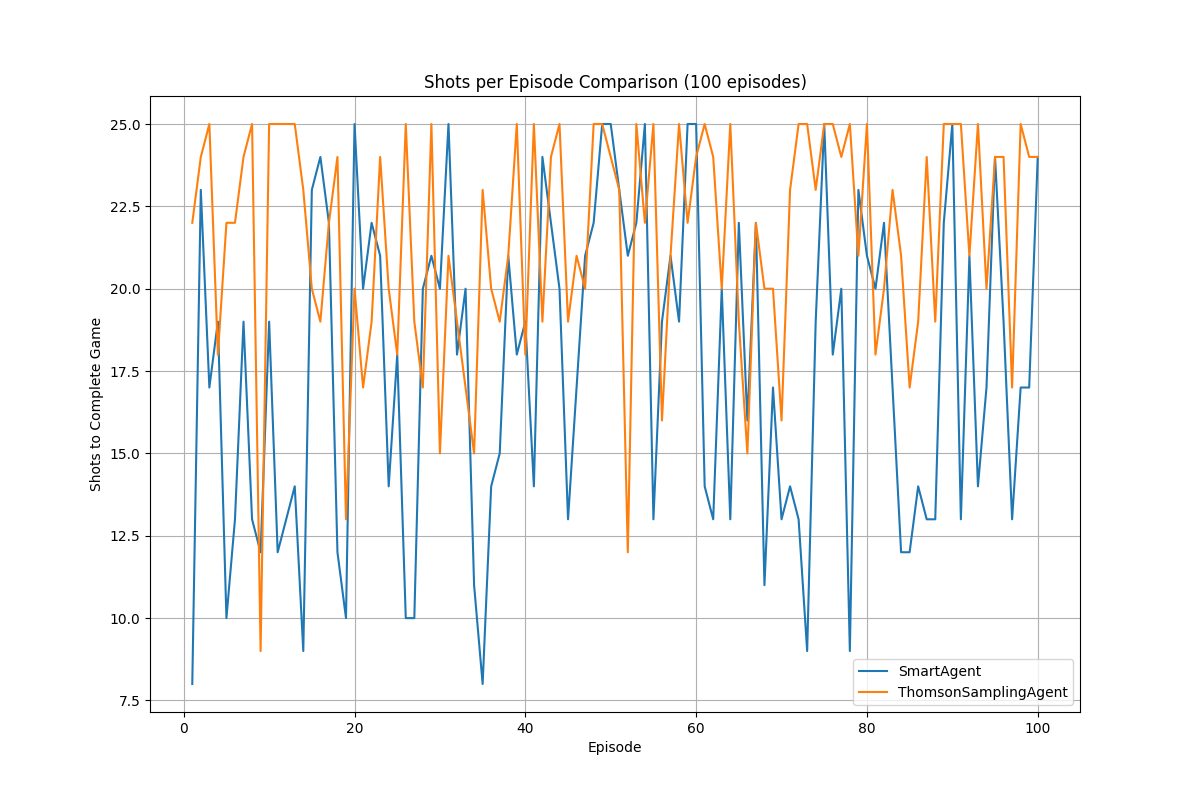 Shots per Episode Comparison (100 episodes)
Shots to Complete Game
25.0
22.5
20.0
17.5
15.0
12.5
10.0
7.5
0 20 40 60 80 100
Episode
SmartAgent
ThomsonSamplingAgent